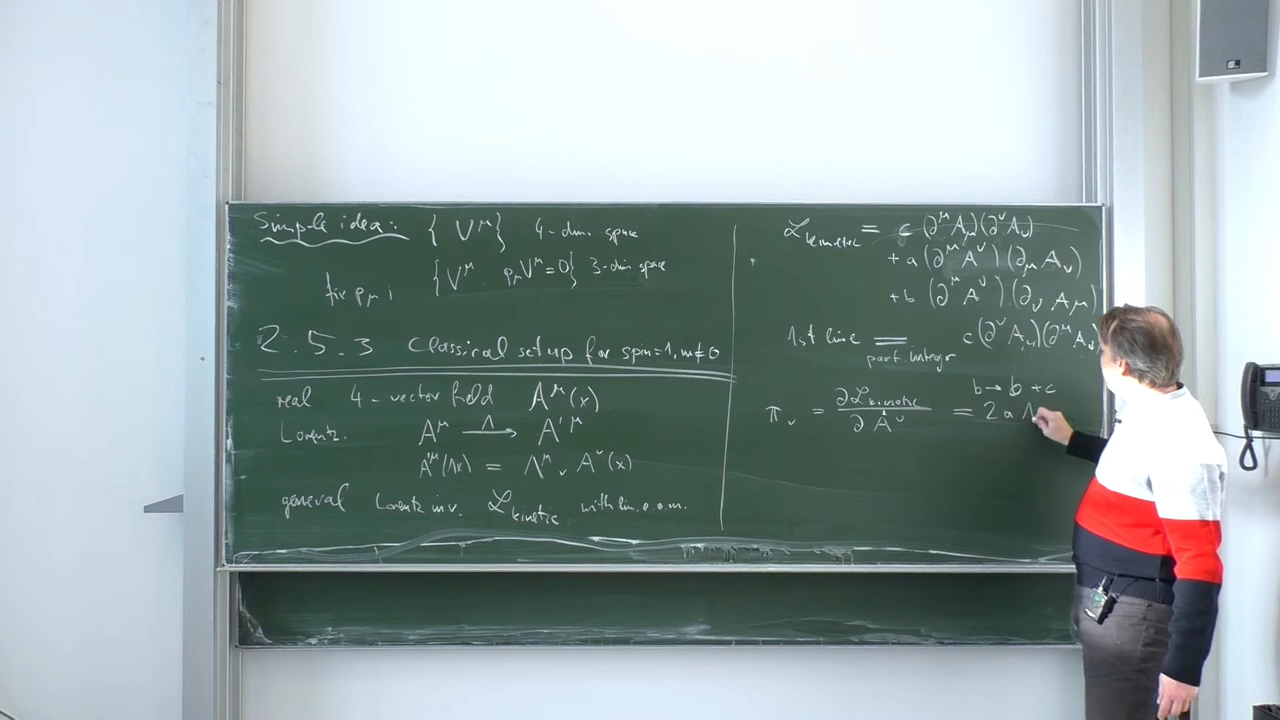 Simple idea: { V^μ } 4-dim space
fix p_μ : { V^μ : p_μ V^μ = 0 } 3-dim space
2.5.3 Classical setup for spin=1, m≠0
real 4-vector field A^μ(x)
Lorentz: A^μ →^Λ A'^μ
A'^μ(Λx) = Λ^μ_ν A^ν(x)
general Lorentz inv. ℒ_kinetic with lin. e.o.m.
ℒ_kinetic = c (∂^μ A_μ)(∂^ν A_ν)
+ a (∂^μ A^ν)(∂_μ A_ν)
+ b (∂^μ A^ν)(∂_ν A_μ)
1st line = c(∂^ν A_μ)(∂^μ A_ν)
part. integr
b → b + c
π_ν = ∂ℒ_kinetic / ∂Ȧ^ν = 2a